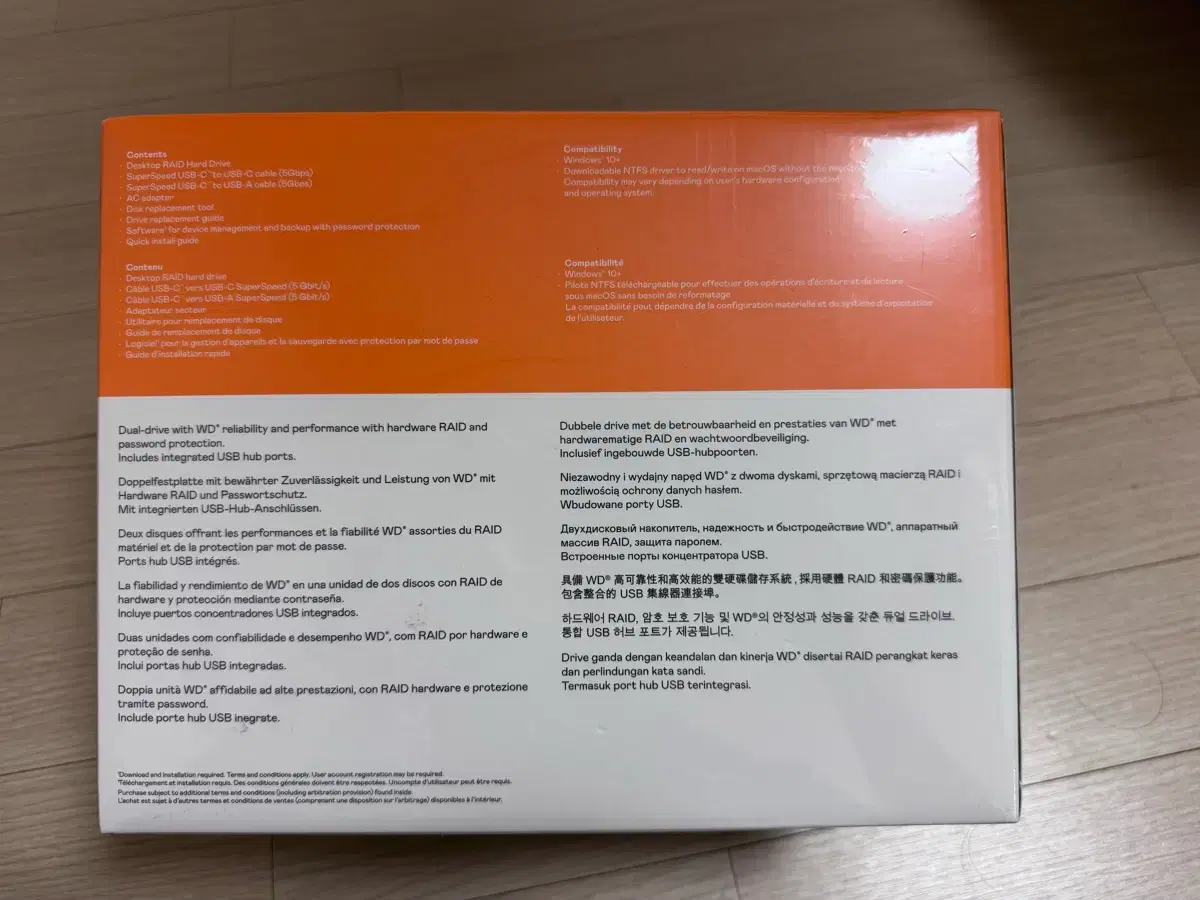 Contents
· Desktop RAID Hard Drive
· SuperSpeed USB-C™ to USB-C cable (5Gbps)
· SuperSpeed USB-C™ to USB-A cable (5Gbps)
· AC adapter
· Disk replacement tool
· Drive replacement guide
· Software¹ for device management and backup with password protection
· Quick install guide
Contenu
· Desktop RAID hard drive
· Câble USB-C™ vers USB-C SuperSpeed (5 Gbit/s)
· Câble USB-C™ vers USB-A SuperSpeed (5 Gbit/s)
· Adaptateur secteur
· Utilitaire pour remplacement de disque
· Guide de remplacement de disque
· Logiciel¹ pour la gestion d'appareils et la sauvegarde avec protection par mot de passe
· Guide d'installation rapide
Compatibility
· Windows® 10+
· Downloadable NTFS driver to read/write on macOS without the
Compatibility may vary depending on user's hardware configuration
and operating system.
Compatibilité
· Windows® 10+
· Pilote NTFS téléchargeable pour effectuer des opérations d'écriture et de lecture
sous macOS sans besoin de reformatage
La compatibilité peut dépendre de la configuration matérielle et du système d'exploitation
de l'utilisateur.
Dual-drive with WD® reliability and performance with hardware RAID and
password protection.
Includes integrated USB hub ports.
Doppelfestplatte mit bewährter Zuverlässigkeit und Leistung von WD® mit
Hardware RAID und Passwortschutz.
Mit integrierten USB-Hub-Anschlüssen.
Deux disques offrant les performances et la fiabilité WD® assorties du RAID
matériel et de la protection par mot de passe.
Ports hub USB intégrés.
La fiabilidad y rendimiento de WD® en una unidad de dos discos con RAID de
hardware y protección mediante contraseña.
Incluye puertos concentradores USB integrados.
Duas unidades com confiabilidade e desempenho WD®, com RAID por hardware e
proteção de senha.
Inclui portas hub USB integradas.
Doppia unità WD® affidabile ad alte prestazioni, con RAID hardware e protezione
tramite password.
Include porte hub USB inegrate.
Dubbele drive met de betrouwbaarheid en prestaties van WD® met
hardwarematige RAID en wachtwoordbeveiliging.
Inclusief ingebouwde USB-hubpoorten.
Niezawodny i wydajny napęd WD® z dwoma dyskami, sprzętową macierzą RAID i
możliwością ochrony danych hasłem.
Wbudowane porty USB.
Двухдисковый накопитель, надежность и быстродействие WD®, аппаратный
массив RAID, защита паролем.
Встроенные порты концентратора USB.
具備 WD® 高可靠性和高效能的雙硬碟儲存系統，採用硬體 RAID 和密碼保護功能。
包含整合的 USB 集線器連接埠。
하드웨어 RAID, 암호 보호 기능 및 WD®의 안정성과 성능을 갖춘 듀얼 드라이브.
통합 USB 허브 포트가 제공됩니다.
Drive ganda dengan keandalan dan kinerja WD® disertai RAID perangkat keras
dan perlindungan kata sandi.
Termasuk port hub USB terintegrasi.
¹Download and installation required. Terms and conditions apply. User account registration may be required.
¹Téléchargement et installation requis. Des conditions générales doivent être respectées. Uncompte d'utilisateur peut être requis.
Purchase subject to additional terms and conditions (including arbitration provision) found inside.
L'achat est sujet à d'autres termes et conditions de ventes (comprenant une disposition sur l'arbitrage) disponibles à l'intérieur.